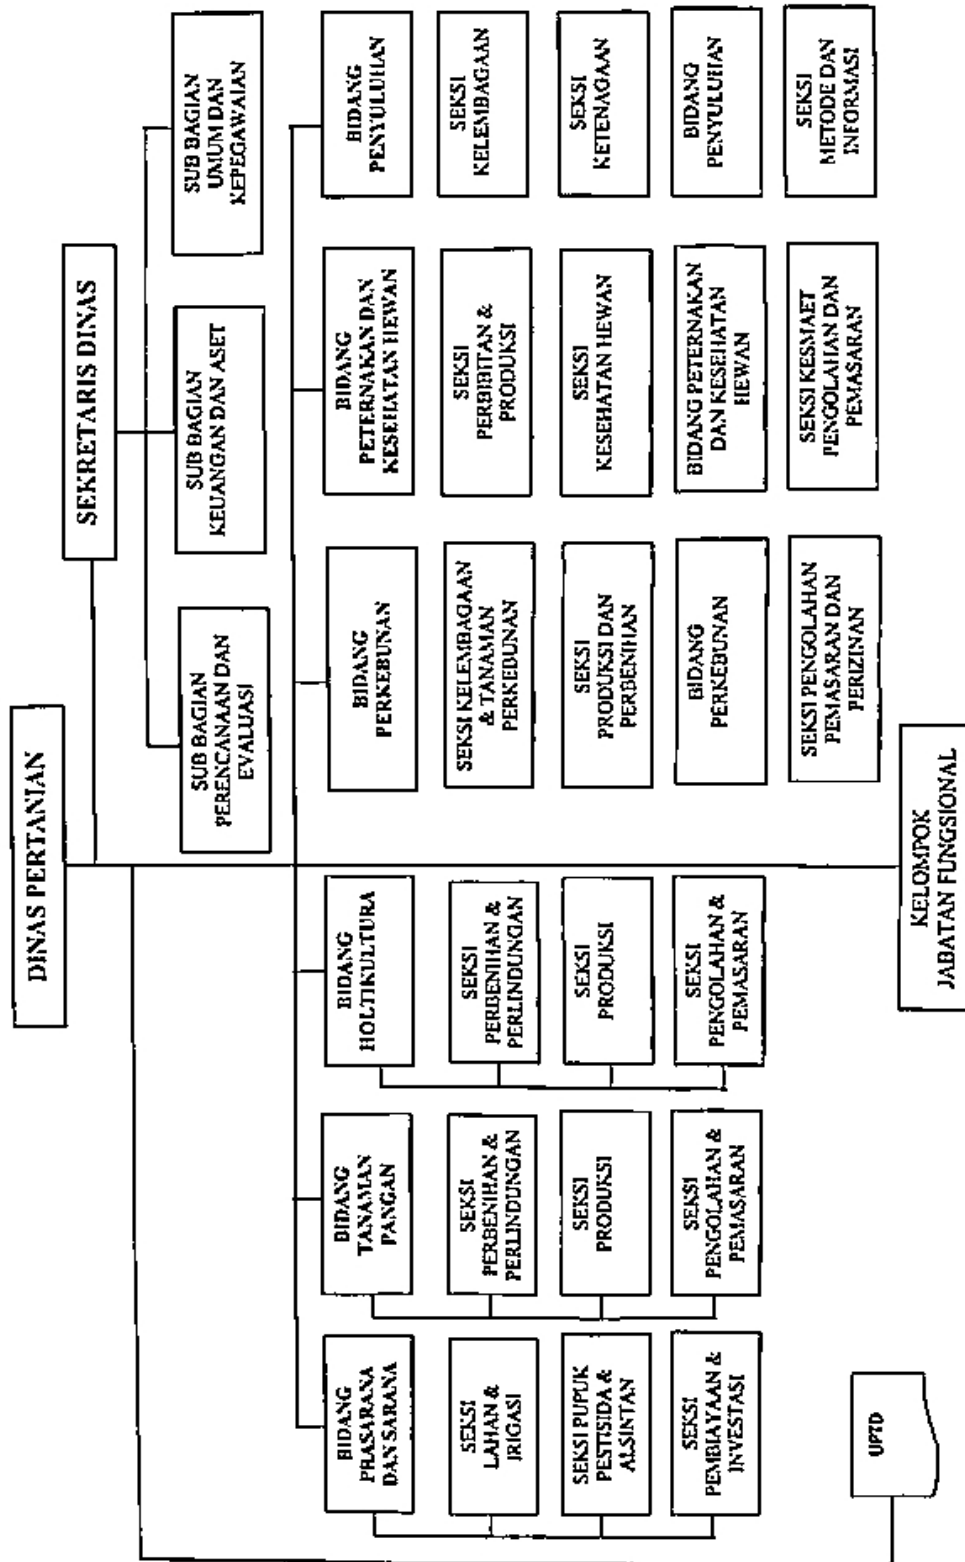 DINAS PERTANIAN
SEKRETARIS DINAS
SUB BAGIAN
PERENCANAAN DAN
EVALUASI
SUB BAGIAN
KEUANGAN DAN ASET
SUB BAGIAN
UMUM DAN
KEPEGAWAIAN
BIDANG
PRASARANA
DAN SARANA
BIDANG
TANAMAN
PANGAN
BIDANG
HOLTIKULTURA
BIDANG
PERKEBUNAN
BIDANG
PETERNAKAN DAN
KESEHATAN HEWAN
BIDANG
PENYULUHAN
SEKSI
LAHAN &
IRIGASI
SEKSI
PERBENIHAN &
PERLINDUNGAN
SEKSI
PERBENIHAN &
PERLINDUNGAN
SEKSI KELEMBAGAAN
& TANAMAN
PERKEBUNAN
SEKSI
PERBIBITAN &
PRODUKSI
SEKSI
KELEMBAGAAN
SEKSI PUPUK
PESTISIDA &
ALSINTAN
SEKSI
PRODUKSI
SEKSI
PRODUKSI
SEKSI
PRODUKSI DAN
PERBENIHAN
SEKSI
KESEHATAN HEWAN
SEKSI
KETENAGAAN
SEKSI
PEMBIAYAAN &
INVESTASI
SEKSI
PENGOLAHAN &
PEMASARAN
SEKSI
PENGOLAHAN &
PEMASARAN
BIDANG
PERKEBUNAN
BIDANG PETERNAKAN
DAN KESEHATAN
HEWAN
BIDANG
PENYULUHAN
SEKSI PENGOLAHAN
PEMASARAN DAN
PERIZINAN
SEKSI KESMAET
PENGOLAHAN DAN
PEMASARAN
SEKSI
METODE DAN
INFORMASI
UPTD
KELOMPOK
JABATAN FUNGSIONAL